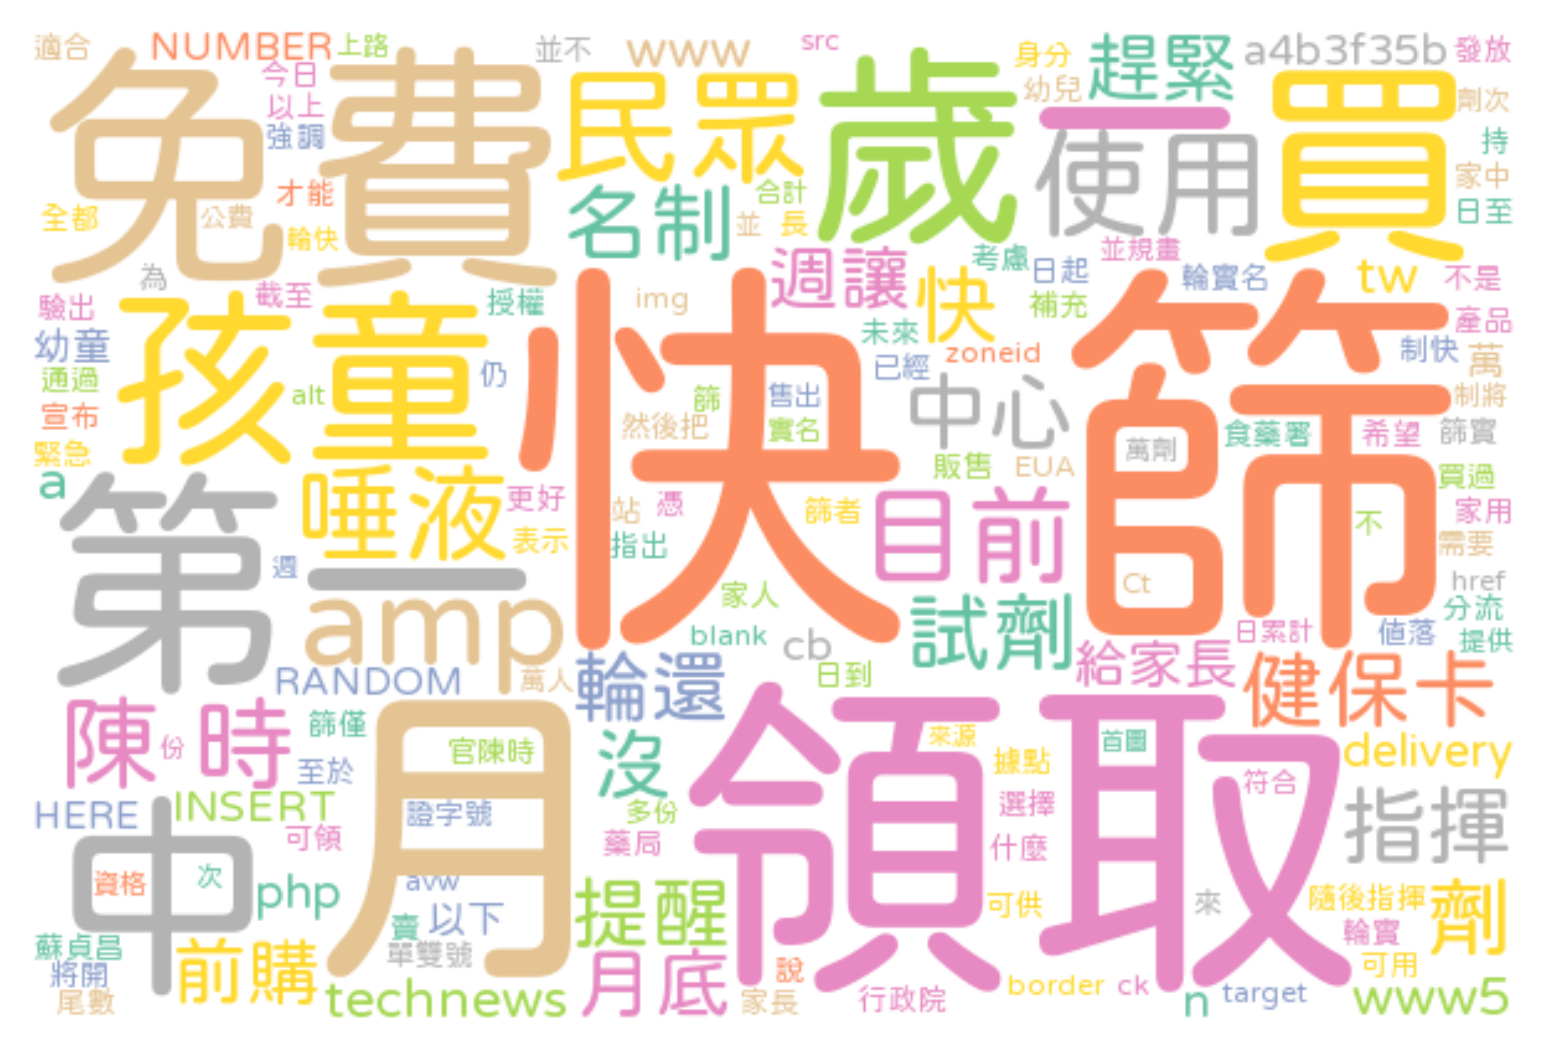 適合
NUMBER
上路
並不
www
src
身分
趕緊
a4b3f35b
發放
今日
以上
強調
免費
民眾
歲
幼兒
一
使用
買
劑次
持
家中
日至
才能
全都
公費
輪快
名制
合計
並
長
為
週讓
考慮
日起
並規畫
輪實名
tw
不是
驗出
截至
授權
img
快
補充
產品
幼童
孩童
仍
未來
已經
zoneid
制快
萬
通過
alt
快篩
篩
售出
制將
宣布
然後把
實名
中心
萬劑
食藥署
希望
篩實
緊急
販售
EUA
買過
a
第一
唾液
更好
站
憑
篩者
目前
不
家用
表示
指出
需要
週
家人
Ct
href
amp
blank
cb
試劑
分流
日累計
值落
提供
RANDOM
萬人
輪還
日到
給家長
健保卡
陳
份
時
篩僅
月
官陳時
沒
領取
來源
首圖
據點
符合
delivery
至於
HERE
INSERT
可領
證字號
多份
藥局
選擇
什麼
指揮
中
資格
次
php
avw
賣
以下
提醒
可供
來
隨後指揮
劑
蘇貞昌
將開
尾數
前購
單雙號
月底
說
輪實
可用
technews
家長
行政院
border
ck
n
target
www5